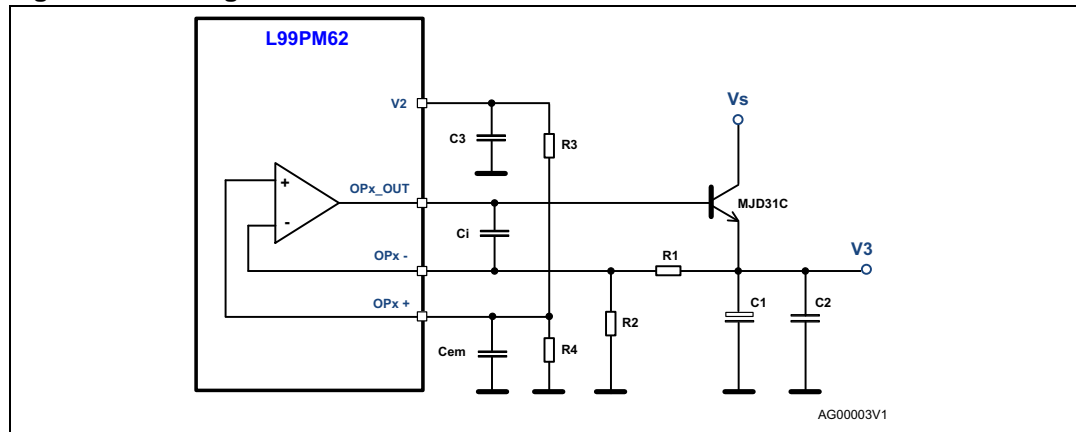 L99PM62
V2
Vs
C3
R3
OPx_OUT
+
-
MJD31C
Ci
V3
R1
OPx -
C1
C2
OPx +
R2
Cem
R4
AG00003V1